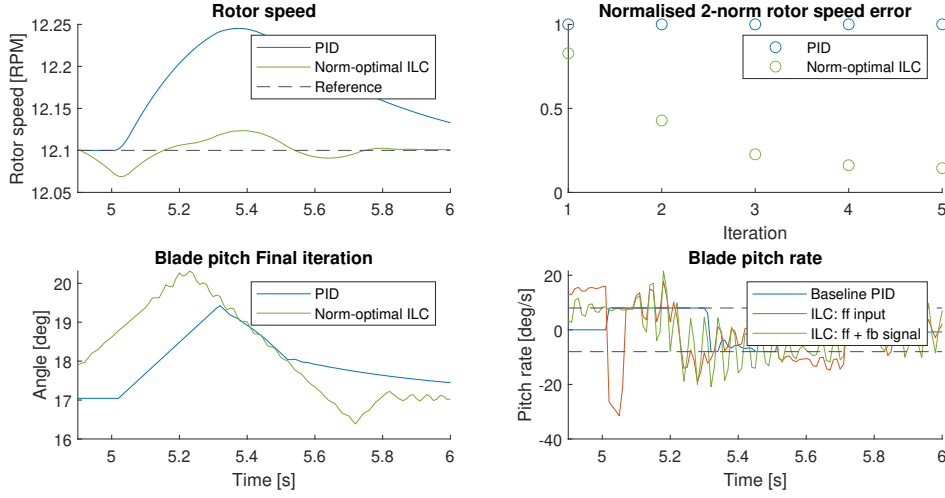 Rotor speed
12.25
12.2
12.1
12.05
Rotor speed [RPM]
5
5.2
5.4
5.6
5.8
6
PID
Norm-optimal ILC
Reference
Normalised 2-norm rotor speed error
1
0.5
0
1
2
3
4
5
Iteration
PID
Norm-optimal ILC
Blade pitch Final iteration
20
19
18
17
16
Angle [deg]
5
5.2
5.4
5.6
5.8
6
Time [s]
PID
Norm-optimal ILC
Blade pitch rate
20
0
-20
-40
Pitch rate [deg/s]
5
5.2
5.4
5.6
5.8
6
Time [s]
Baseline PID
ILC: ff input
ILC: ff + fb signal